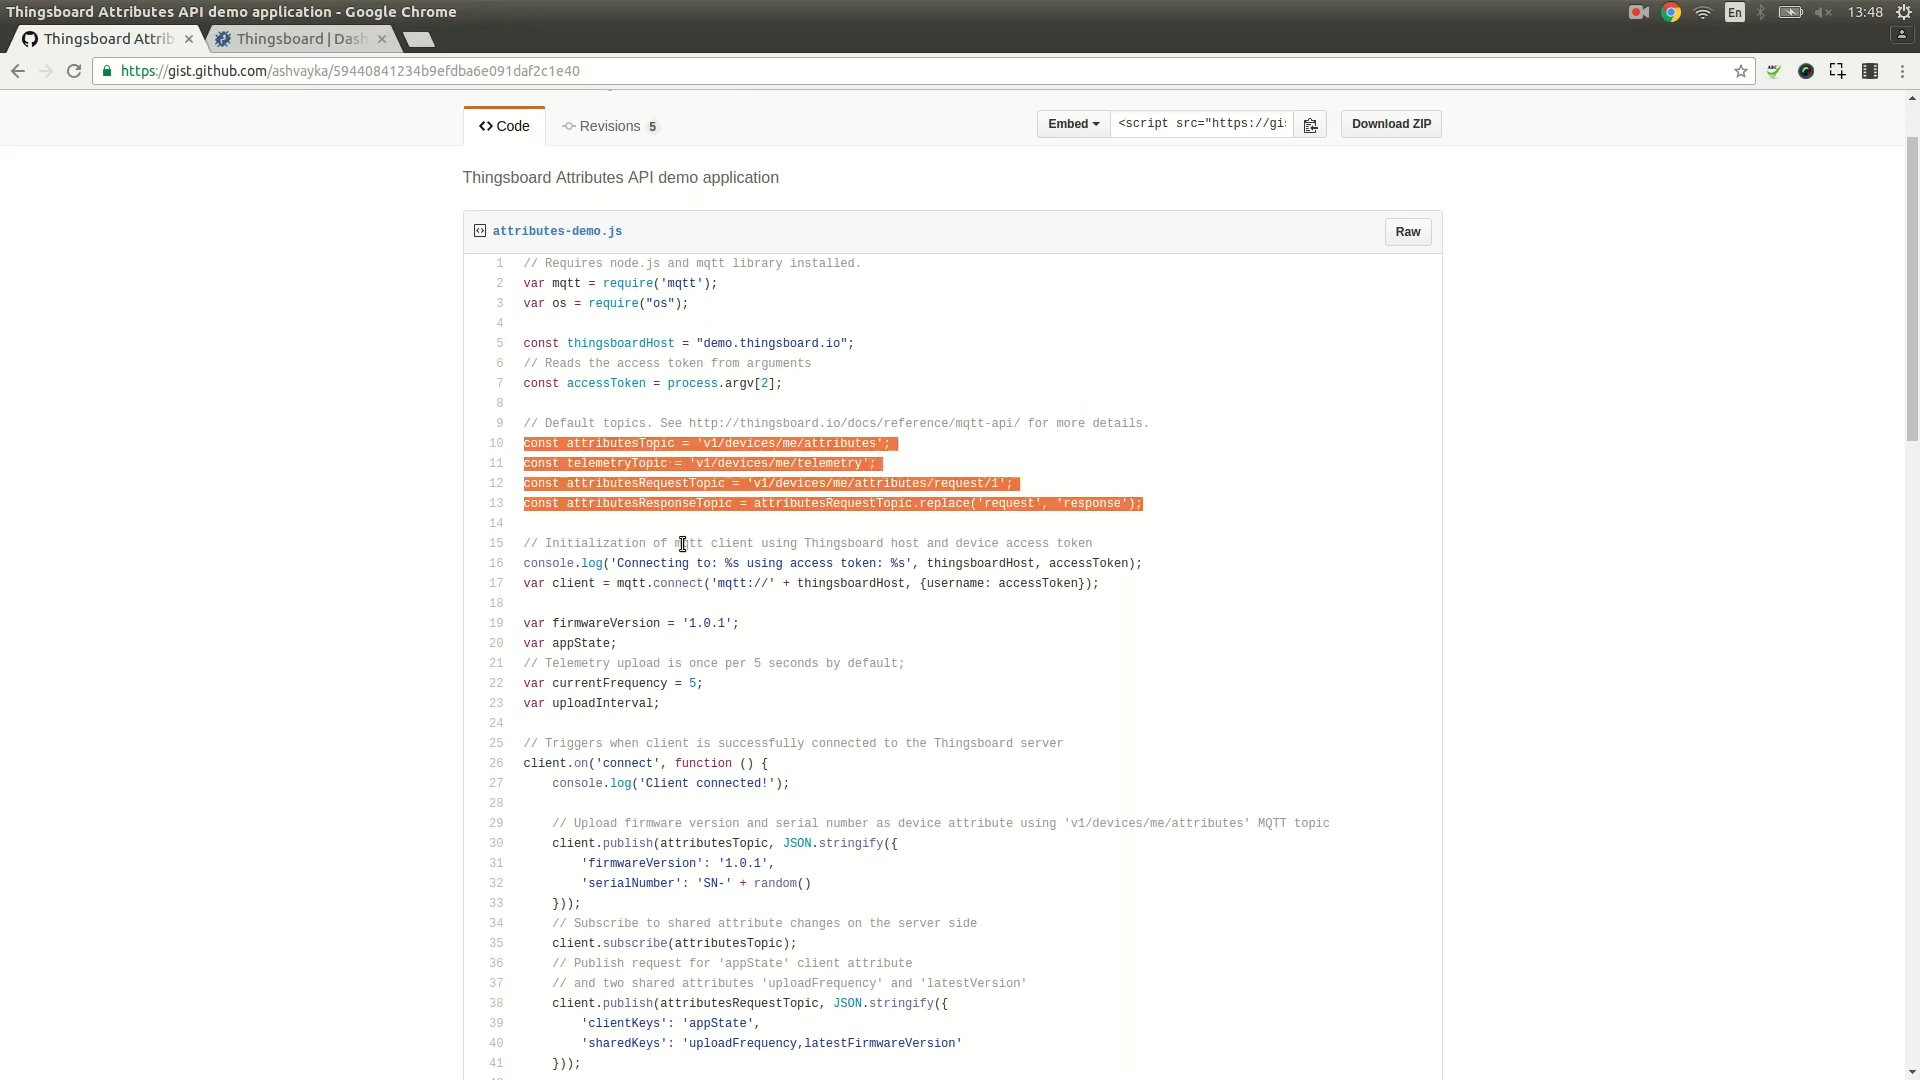 Thingsboard Attributes API demo application - Google Chrome
En
13:48
Thingsboard Attrib
Thingsboard | Dash
https://gist.github.com/ashvayka/59440841234b9efdba6e091daf2c1e40
Code
Revisions 5
Embed
<script src="https://gi
Download ZIP
Thingsboard Attributes API demo application
attributes-demo.js
Raw
1 // Requires node.js and mqtt library installed.
2 var mqtt = require('mqtt');
3 var os = require("os");
4
5 const thingsboardHost = "demo.thingsboard.io";
6 // Reads the access token from arguments
7 const accessToken = process.argv[2];
8
9 // Default topics. See http://thingsboard.io/docs/reference/mqtt-api/ for more details.
10 const attributesTopic = 'v1/devices/me/attributes';
11 const telemetryTopic = 'v1/devices/me/telemetry';
12 const attributesRequestTopic = 'v1/devices/me/attributes/request/1';
13 const attributesResponseTopic = attributesRequestTopic.replace('request', 'response');
14
15 // Initialization of mqtt client using Thingsboard host and device access token
16 console.log('Connecting to: %s using access token: %s', thingsboardHost, accessToken);
17 var client = mqtt.connect('mqtt://' + thingsboardHost, {username: accessToken});
18
19 var firmwareVersion = '1.0.1';
20 var appState;
21 // Telemetry upload is once per 5 seconds by default;
22 var currentFrequency = 5;
23 var uploadInterval;
24
25 // Triggers when client is successfully connected to the Thingsboard server
26 client.on('connect', function () {
27 console.log('Client connected!');
28
29 // Upload firmware version and serial number as device attribute using 'v1/devices/me/attributes' MQTT topic
30 client.publish(attributesTopic, JSON.stringify({
31 'firmwareVersion': '1.0.1',
32 'serialNumber': 'SN-' + random()
33 }));
34 // Subscribe to shared attribute changes on the server side
35 client.subscribe(attributesTopic);
36 // Publish request for 'appState' client attribute
37 // and two shared attributes 'uploadFrequency' and 'latestVersion'
38 client.publish(attributesRequestTopic, JSON.stringify({
39 'clientKeys': 'appState',
40 'sharedKeys': 'uploadFrequency,latestFirmwareVersion'
41 }));